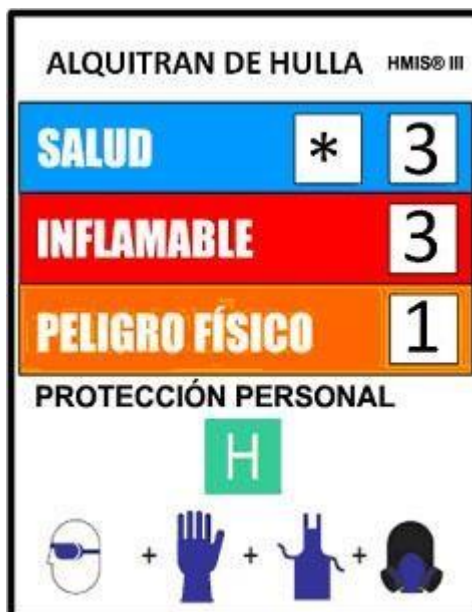 ALQUITRAN DE HULLA HMIS® III
SALUD * 3
INFLAMABLE 3
PELIGRO FÍSICO 1
PROTECCIÓN PERSONAL
H
+ + +